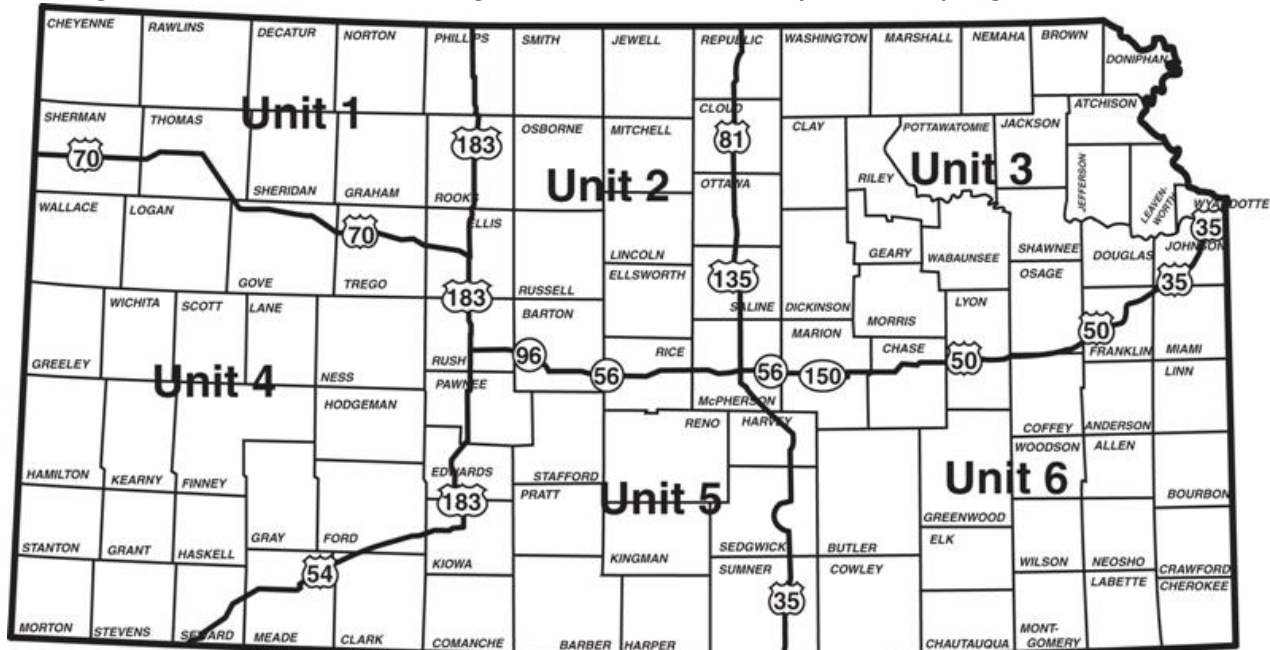 CHEYENNE
RAWLINS
DECATUR
NORTON
PHILLIPS
SMITH
JEWELL
REPUBLIC
WASHINGTON
MARSHALL
NEMAHA
BROWN
DONIPHAN
SHERMAN
THOMAS
Unit 1
SHERIDAN
GRAHAM
ROOKS
183
OSBORNE
MITCHELL
CLOUD
81
CLAY
RILEY
POTTAWATOMIE
JACKSON
ATCHISON
JEFFERSON
LEAVEN-
WORTH
WYANDOTTE
70
Unit 2
OTTAWA
Unit 3
WALLACE
LOGAN
GOVE
TREGO
70
ELLIS
183
RUSSELL
LINCOLN
ELLSWORTH
135
SALINE
DICKINSON
GEARY
WABAUNSEE
SHAWNEE
OSAGE
DOUGLAS
JOHNSON
35
35
WICHITA
SCOTT
LANE
GREELEY
Unit 4
NESS
RUSH
BARTON
96
56
RICE
McPHERSON
56
MARION
150
MORRIS
CHASE
LYON
50
50
FRANKLIN
MIAMI
LINN
HODGEMAN
PAWNEE
HAMILTON
KEARNY
FINNEY
EDWARDS
183
STAFFORD
PRATT
RENO
HARVEY
Unit 5
COFFEY
ANDERSON
WOODSON
ALLEN
Unit 6
BOURBON
STANTON
GRANT
HASKELL
GRAY
FORD
54
KIOWA
KINGMAN
SEDGWICK
SUMNER
35
BUTLER
COWLEY
GREENWOOD
ELK
WILSON
NEOSHO
LABETTE
CRAWFORD
CHEROKEE
MORTON
STEVENS
SEWARD
MEADE
CLARK
COMANCHE
BARBER
HARPER
CHAUTAUQUA
MONT-
GOMERY